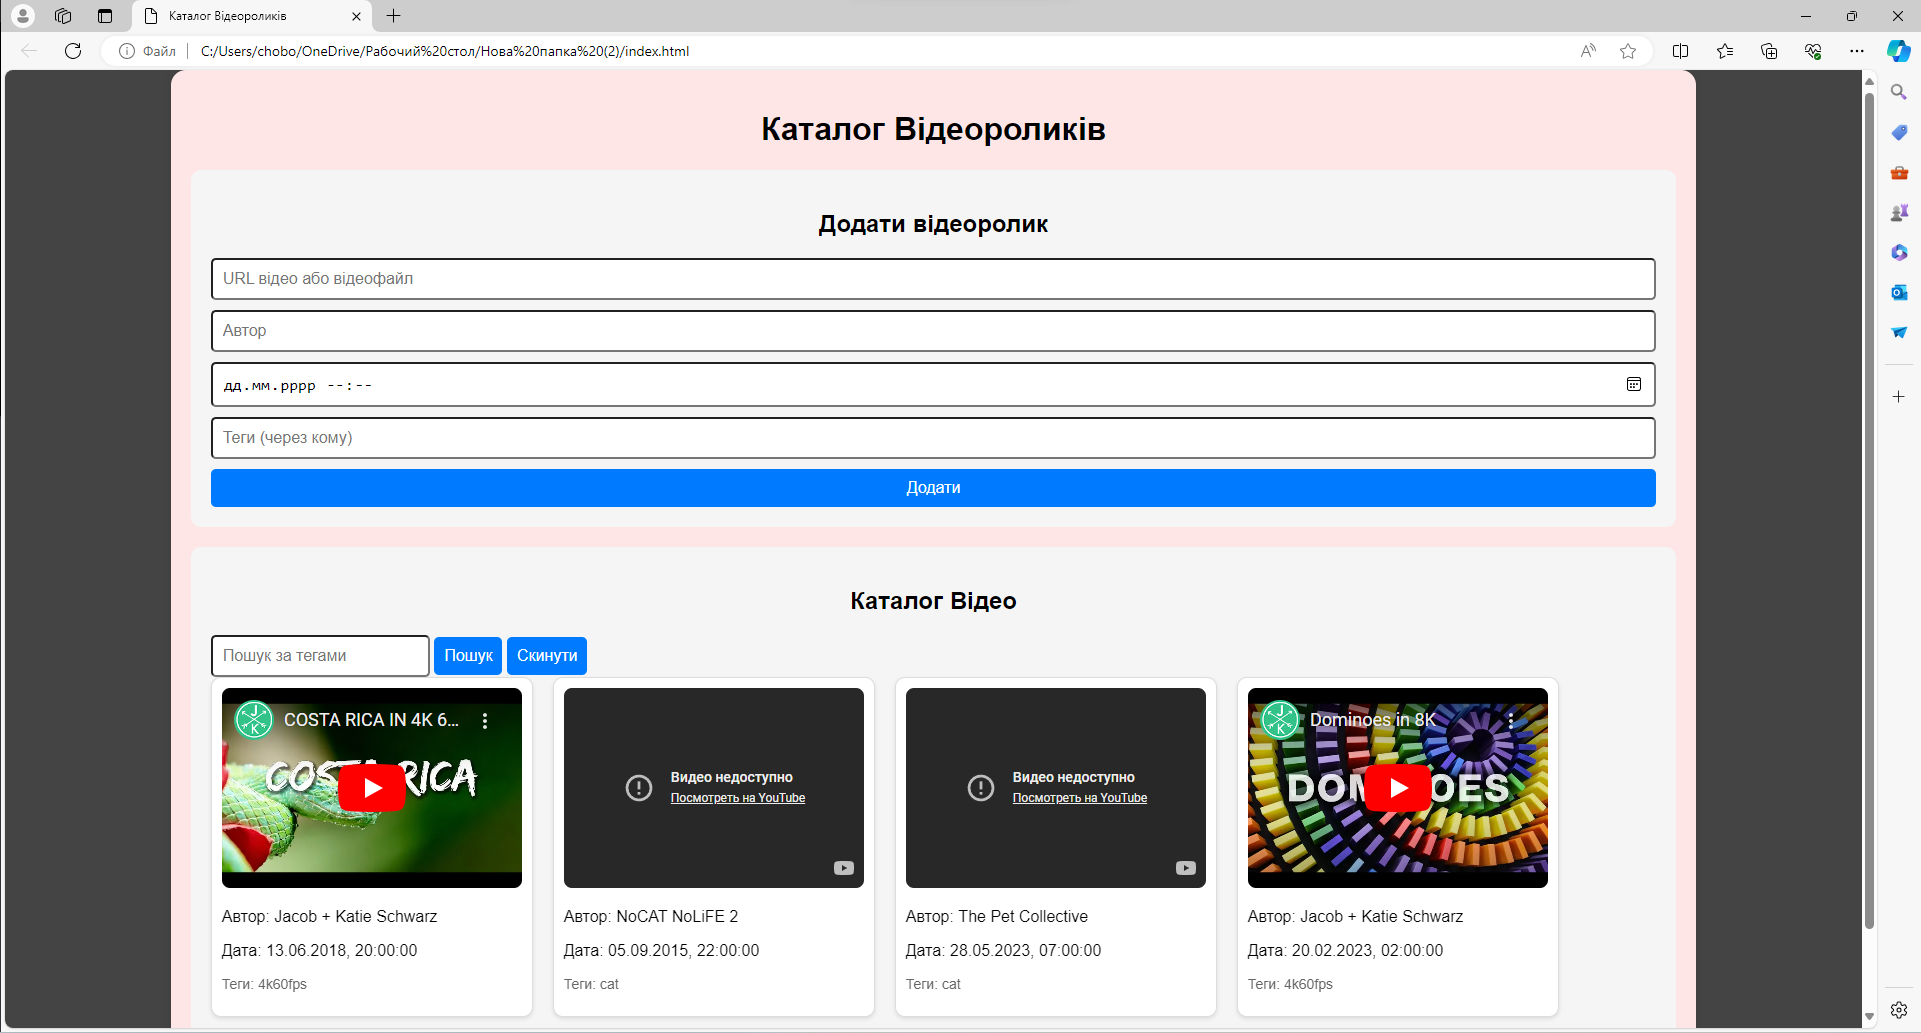 Каталог Відеороликів
Файл
C:/Users/chobo/OneDrive/Рабочий%20стол/Нова%20папка%20(2)/index.html
Каталог Відеороликів
Додати відеоролик
URL відео або відеофайл
Автор
дд.мм.рррр --:--
Теги (через кому)
Додати
Каталог Відео
Пошук за тегами
Пошук
Скинути
JK
COSTA RICA IN 4K 6...
COSTA RICA
Автор: Jacob + Katie Schwarz
Дата: 13.06.2018, 20:00:00
Теги: 4k60fps
Видео недоступно
Посмотреть на YouTube
Автор: NoCAT NoLiFE 2
Дата: 05.09.2015, 22:00:00
Теги: cat
Видео недоступно
Посмотреть на YouTube
Автор: The Pet Collective
Дата: 28.05.2023, 07:00:00
Теги: cat
JK
Dominoes in 8K
DOMINOES
Автор: Jacob + Katie Schwarz
Дата: 20.02.2023, 02:00:00
Теги: 4k60fps